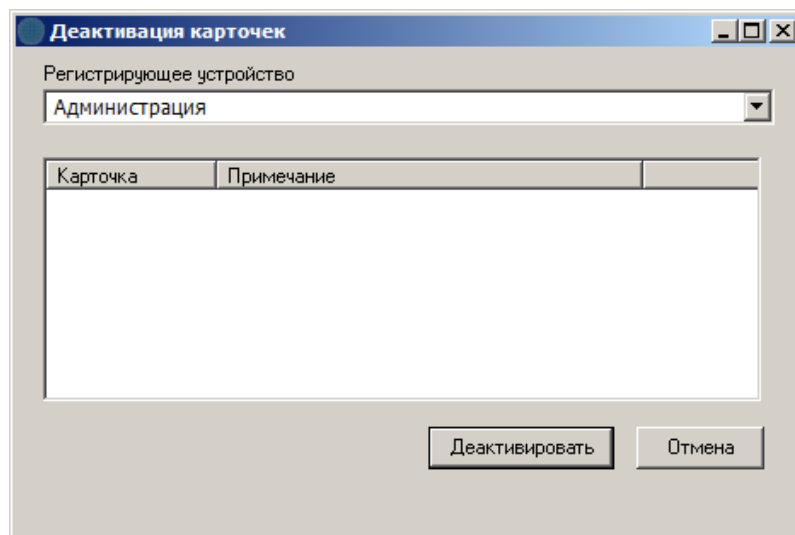 Деактивация карточек
Регистрирующее устройство
Администрация
Карточка Примечание
Деактивировать Отмена